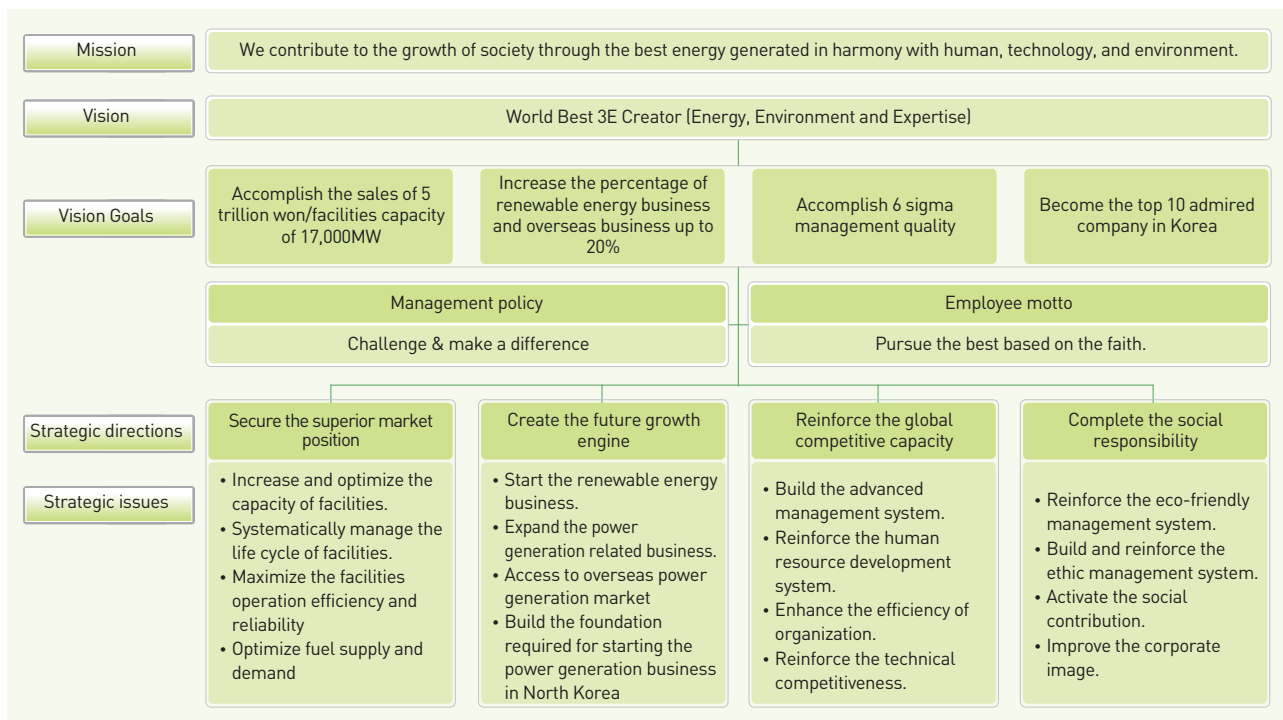 Mission
We contribute to the growth of society through the best energy generated in harmony with human, technology, and environment.
Vision
World Best 3E Creator (Energy, Environment and Expertise)
Vision Goals
Accomplish the sales of 5
trillion won/facilities capacity
of 17,000MW
Increase the percentage of
renewable energy business
and overseas business up to
20%
Accomplish 6 sigma
management quality
Become the top 10 admired
company in Korea
Management policy
Challenge & make a difference
Employee motto
Pursue the best based on the faith.
Strategic directions
Secure the superior market
position
Create the future growth
engine
Reinforce the global
competitive capacity
Complete the social
responsibility
Strategic issues
• Increase and optimize the
capacity of facilities.
• Systematically manage the
life cycle of facilities.
• Maximize the facilities
operation efficiency and
reliability
• Optimize fuel supply and
demand
• Start the renewable energy
business.
• Expand the power
generation related business.
• Access to overseas power
generation market
• Build the foundation
required for starting the
power generation business
in North Korea
• Build the advanced
management system.
• Reinforce the human
resource development
system.
• Enhance the efficiency of
organization.
• Reinforce the technical
competitiveness.
• Reinforce the eco-friendly
management system.
• Build and reinforce the
ethic management system.
• Activate the social
contribution.
• Improve the corporate
image.